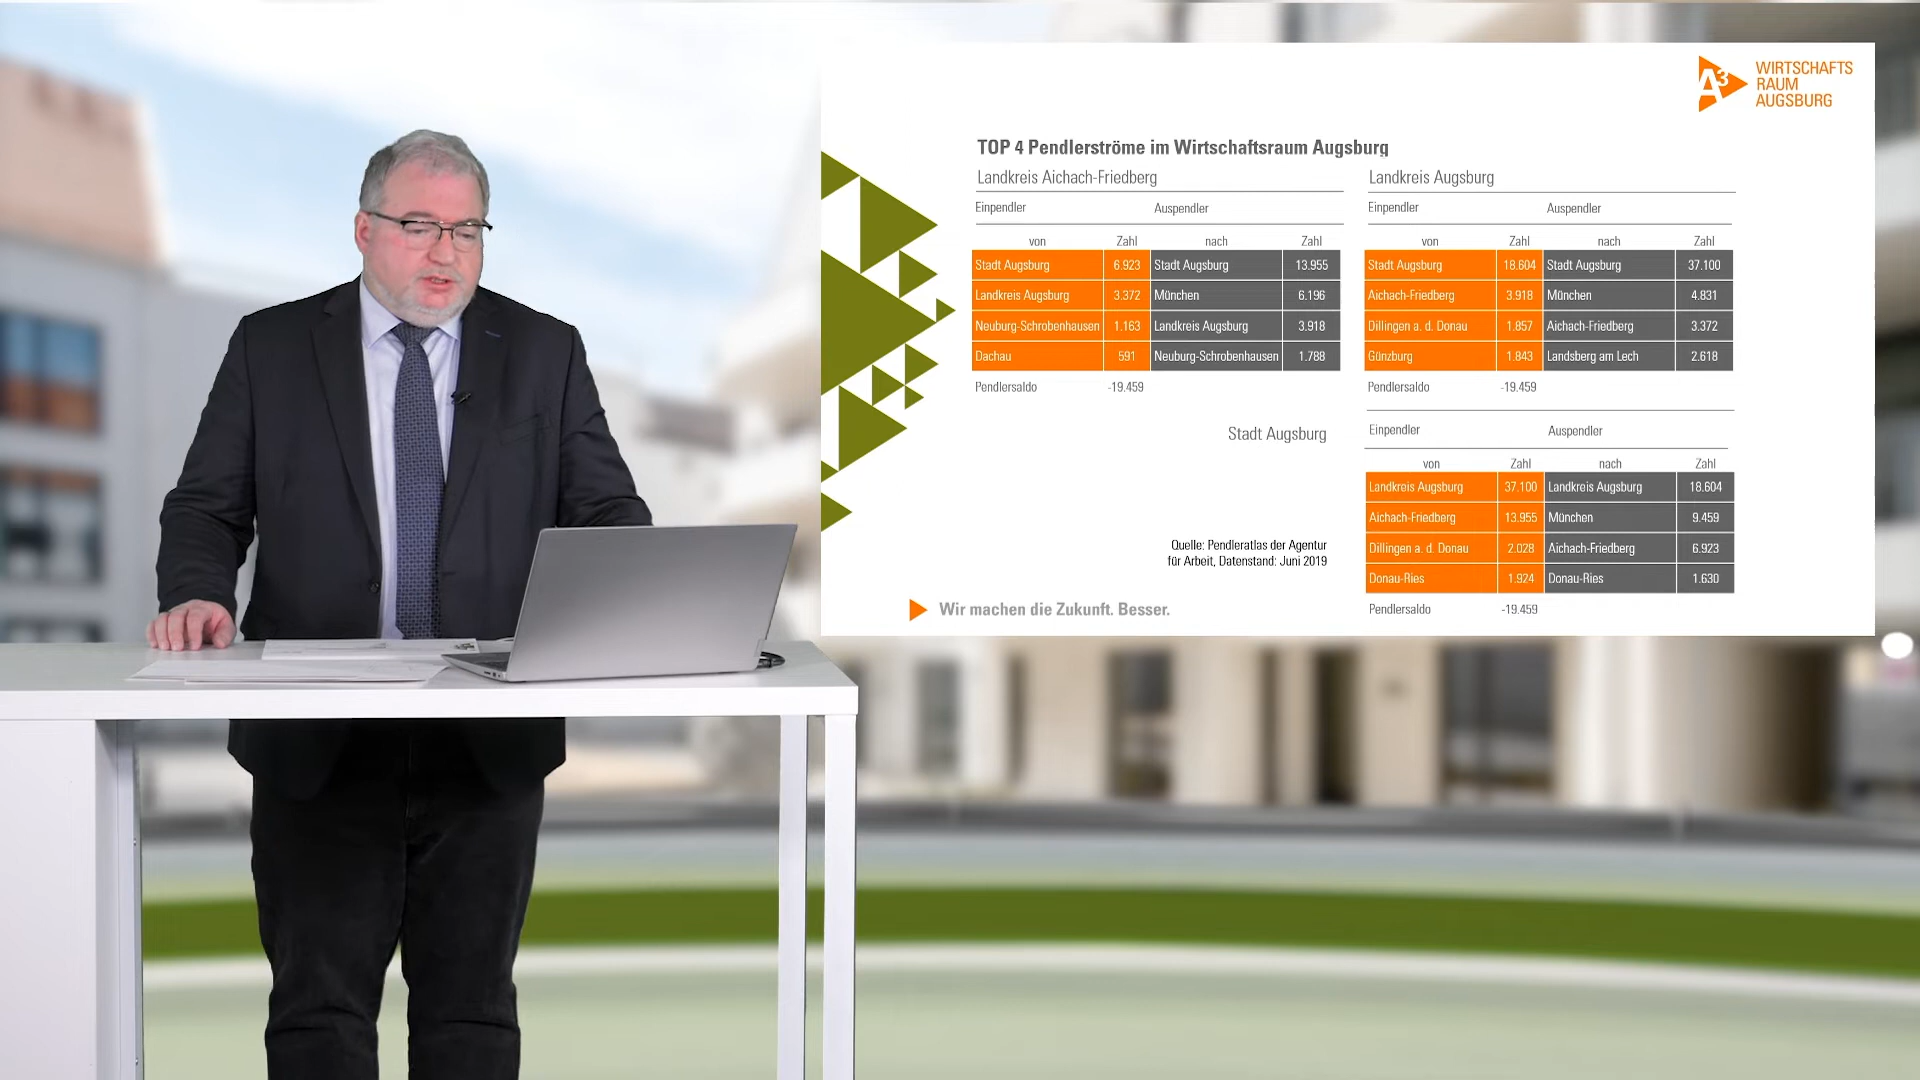 A³ WIRTSCHAFTS
RAUM
AUGSBURG
TOP 4 Pendlerströme im Wirtschaftsraum Augsburg
Landkreis Aichach-Friedberg
Einpendler Auspendler
von Zahl nach Zahl
Stadt Augsburg 6.923 Stadt Augsburg 13.955
Landkreis Augsburg 3.372 München 6.196
Neuburg-Schrobenhausen 1.163 Landkreis Augsburg 3.918
Dachau 591 Neuburg-Schrobenhausen 1.788
Pendlersaldo -19.459
Landkreis Augsburg
Einpendler Auspendler
von Zahl nach Zahl
Stadt Augsburg 18.604 Stadt Augsburg 37.100
Aichach-Friedberg 3.918 München 4.831
Dillingen a. d. Donau 1.857 Aichach-Friedberg 3.372
Günzburg 1.843 Landsberg am Lech 2.618
Pendlersaldo -19.459
Stadt Augsburg
Einpendler Auspendler
von Zahl nach Zahl
Landkreis Augsburg 37.100 Landkreis Augsburg 18.604
Aichach-Friedberg 13.955 München 9.459
Dillingen a. d. Donau 2.028 Aichach-Friedberg 6.923
Donau-Ries 1.924 Donau-Ries 1.630
Pendlersaldo -19.459
Quelle: Pendleratlas der Agentur
für Arbeit, Datenstand: Juni 2019
Wir machen die Zukunft. Besser.